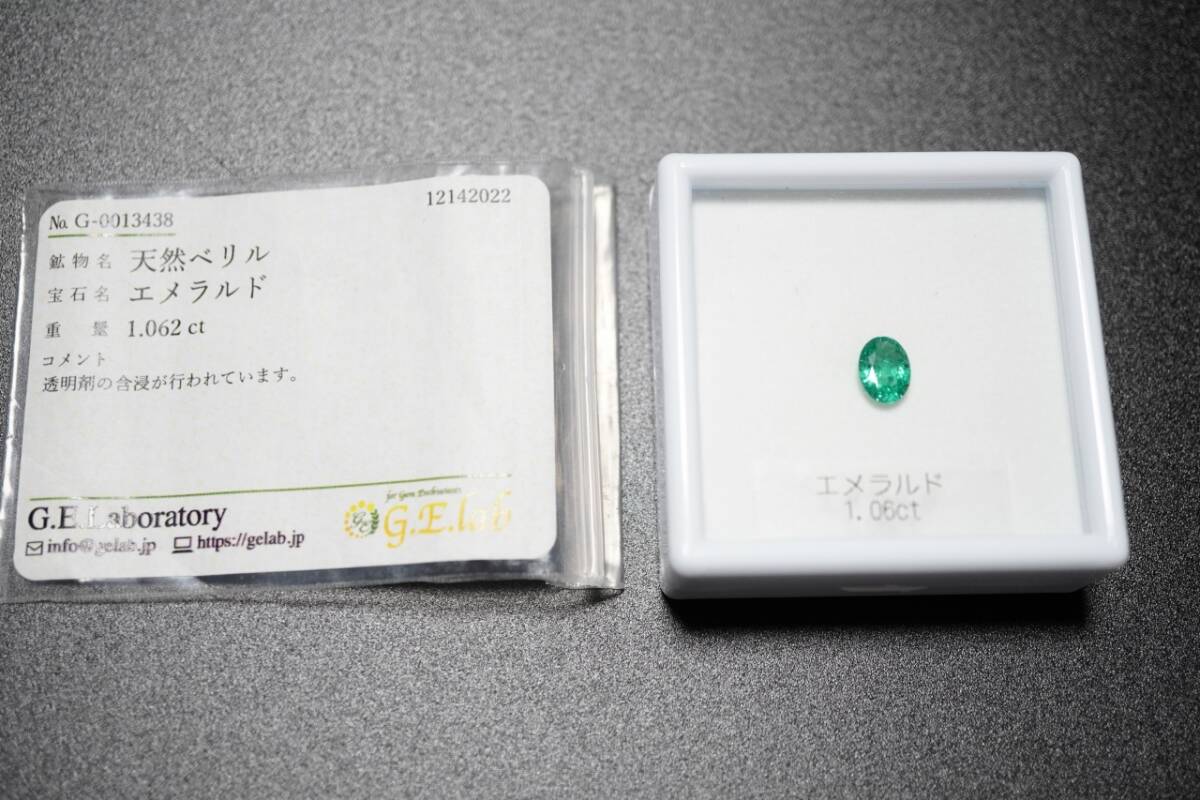 No. G-0013438
12142022
鉱物名 天然ベリル
宝石名 エメラルド
重量 1.062 ct
コメント
透明剤の含浸が行われています。
G.E.Laboratory
info@gelab.jp https://gelab.jp
for Gem Enthusiasts
G.E.lab
エメラルド
1.06ct